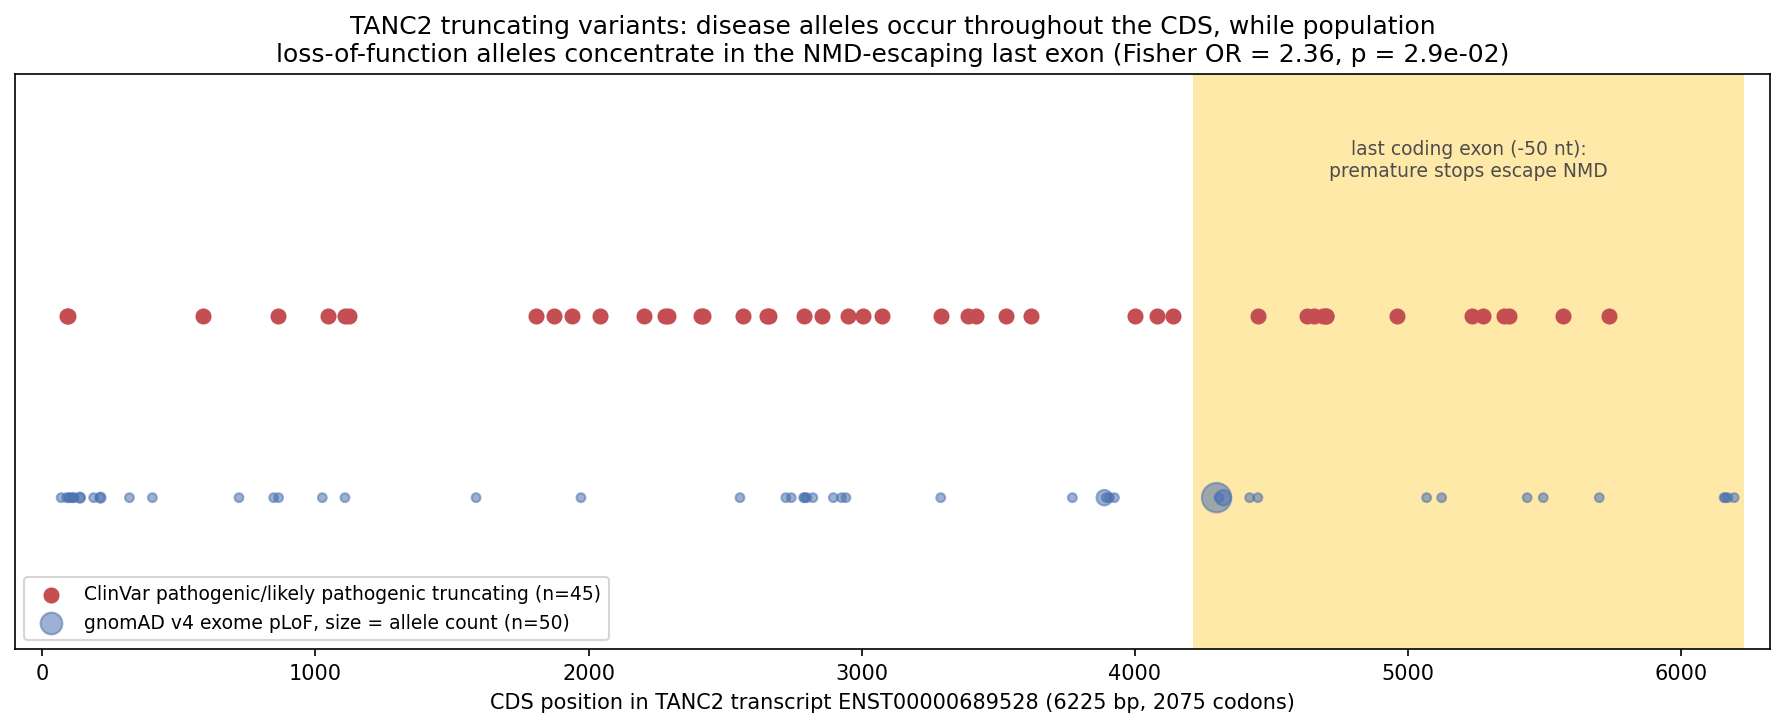 TANC2 truncating variants: disease alleles occur throughout the CDS, while population
loss-of-function alleles concentrate in the NMD-escaping last exon (Fisher OR = 2.36, p = 2.9e-02)
last coding exon (-50 nt):
premature stops escape NMD
ClinVar pathogenic/likely pathogenic truncating (n=45)
gnomAD v4 exome pLoF, size = allele count (n=50)
0 1000 2000 3000 4000 5000 6000
CDS position in TANC2 transcript ENST00000689528 (6225 bp, 2075 codons)